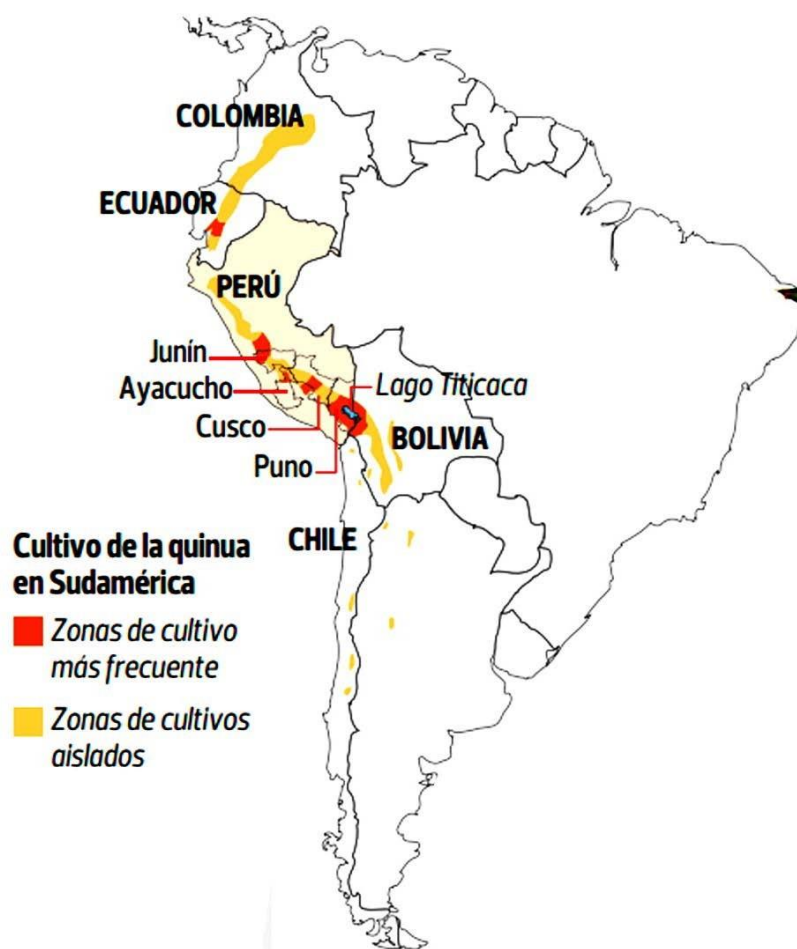 COLOMBIA
ECUADOR
PERÚ
Junín
Ayacucho
Lago Titicaca
Cusco
BOLIVIA
Puno
CHILE
Cultivo de la quinua
en Sudamérica
Zonas de cultivo
más frecuente
Zonas de cultivos
aislados